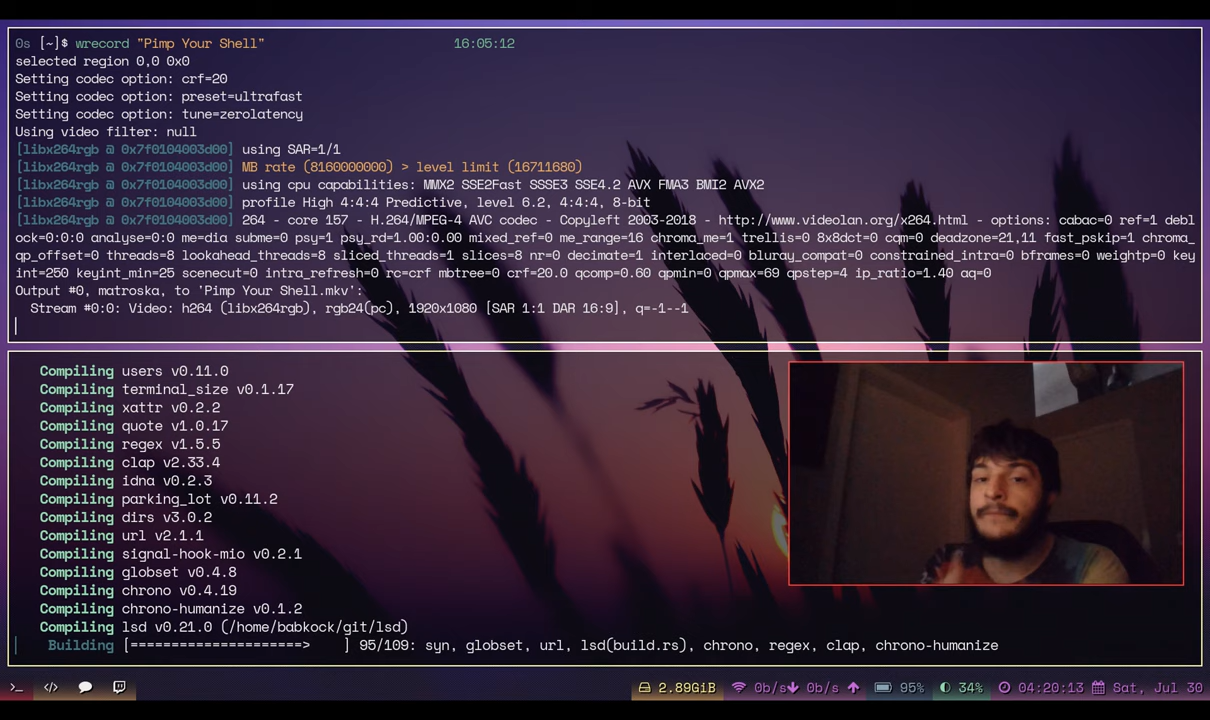 0s [~]$ wrecord "Pimp Your Shell" 16:05:12
selected region 0,0 0x0
Setting codec option: crf=20
Setting codec option: preset=ultrafast
Setting codec option: tune=zerolatency
Using video filter: null
[libx264rgb @ 0x7f0104003d00] using SAR=1/1
[libx264rgb @ 0x7f0104003d00] MB rate (8160000000) > level limit (16711680)
[libx264rgb @ 0x7f0104003d00] using cpu capabilities: MMX2 SSE2Fast SSSE3 SSE4.2 AVX FMA3 BMI2 AVX2
[libx264rgb @ 0x7f0104003d00] profile High 4:4:4 Predictive, level 6.2, 4:4:4, 8-bit
[libx264rgb @ 0x7f0104003d00] 264 - core 157 - H.264/MPEG-4 AVC codec - Copyleft 2003-2018 - http://www.videolan.org/x264.html - options: cabac=0 ref=1 debl
ock=0:0:0 analyse=0:0 me=dia subme=0 psy=1 psy_rd=1.00:0.00 mixed_ref=0 me_range=16 chroma_me=1 trellis=0 8x8dct=0 cqm=0 deadzone=21,11 fast_pskip=1 chroma_
qp_offset=0 threads=8 lookahead_threads=8 sliced_threads=1 slices=8 nr=0 decimate=1 interlaced=0 bluray_compat=0 constrained_intra=0 bframes=0 weightp=0 key
int=250 keyint_min=25 scenecut=0 intra_refresh=0 rc=crf mbtree=0 crf=20.0 qcomp=0.60 qpmin=0 qpmax=69 qpstep=4 ip_ratio=1.40 aq=0
Output #0, matroska, to 'Pimp Your Shell.mkv':
Stream #0:0: Video: h264 (libx264rgb), rgb24(pc), 1920x1080 [SAR 1:1 DAR 16:9], q=-1--1
Compiling users v0.11.0
Compiling terminal_size v0.1.17
Compiling xattr v0.2.2
Compiling quote v1.0.17
Compiling regex v1.5.5
Compiling clap v2.33.4
Compiling idna v0.2.3
Compiling parking_lot v0.11.2
Compiling dirs v3.0.2
Compiling url v2.1.1
Compiling signal-hook-mio v0.2.1
Compiling globset v0.4.8
Compiling chrono v0.4.19
Compiling chrono-humanize v0.1.2
Compiling lsd v0.21.0 (/home/babkock/git/lsd)
Building [=====================> ] 95/109: syn, globset, url, lsd(build.rs), chrono, regex, clap, chrono-humanize
>_ </> 2.89GiB 0b/s 0b/s 95% 34% 04:20:13 Sat, Jul 30